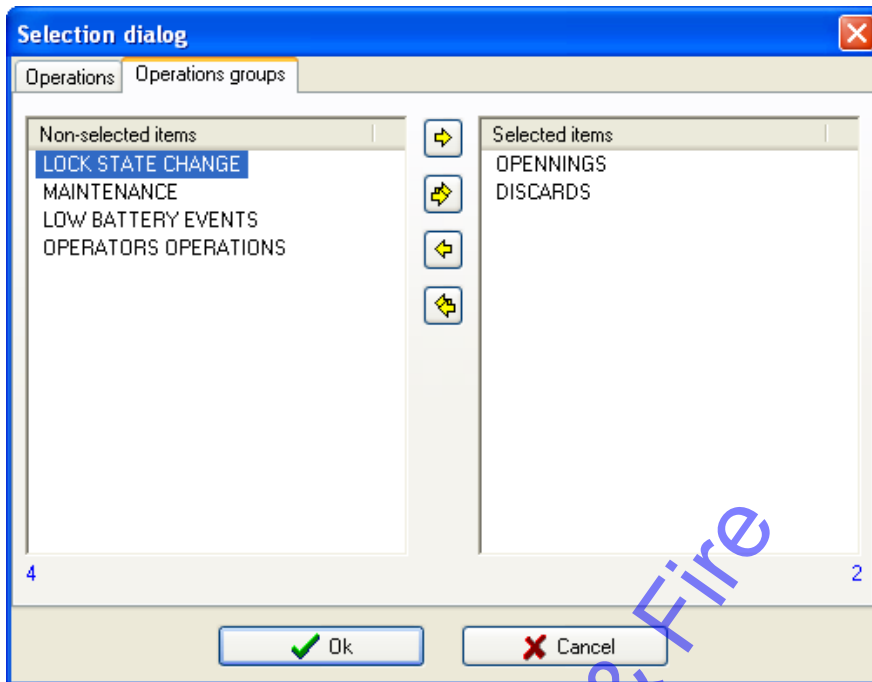 Selection dialog
Operations
Operations groups
Non-selected items
LOCK STATE CHANGE
MAINTENANCE
LOW BATTERY EVENTS
OPERATORS OPERATIONS
4
Selected items
OPENNINGS
DISCARDS
2
Ok
Cancel
& Fire